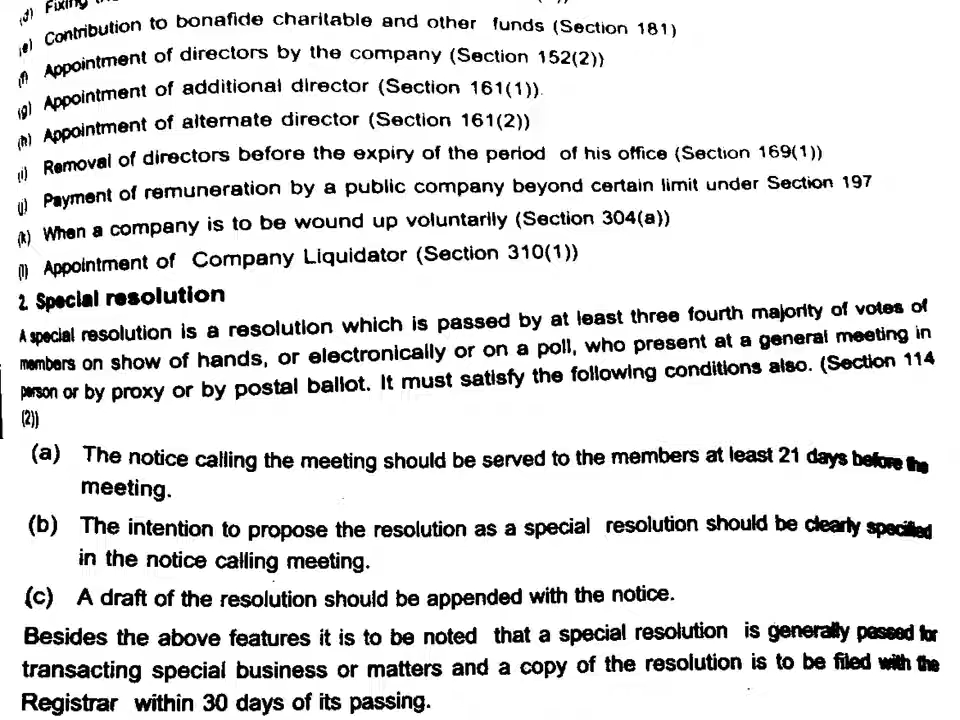 (d) Fixing
(e) Contribution to bonafide charitable and other funds (Section 181)
(f) Appointment of directors by the company (Section 152(2))
(g) Appointment of additional director (Section 161(1)).
(h) Appointment of alternate director (Section 161(2))
(i) Removal of directors before the expiry of the period of his office (Section 169(1))
(j) Payment of remuneration by a public company beyond certain limit under Section 197
(k) When a company is to be wound up voluntarily (Section 304(a))
(l) Appointment of Company Liquidator (Section 310(1))
2. Special resolution
A special resolution is a resolution which is passed by at least three fourth majority of votes of
members on show of hands, or electronically or on a poll, who present at a general meeting in
person or by proxy or by postal ballot. It must satisfy the following conditions also. (Section 114
(2))
(a) The notice calling the meeting should be served to the members at least 21 days before the
meeting.
(b) The intention to propose the resolution as a special resolution should be clearly specified
in the notice calling meeting.
(c) A draft of the resolution should be appended with the notice.
Besides the above features it is to be noted that a special resolution is generally passed for
transacting special business or matters and a copy of the resolution is to be filed with the
Registrar within 30 days of its passing.